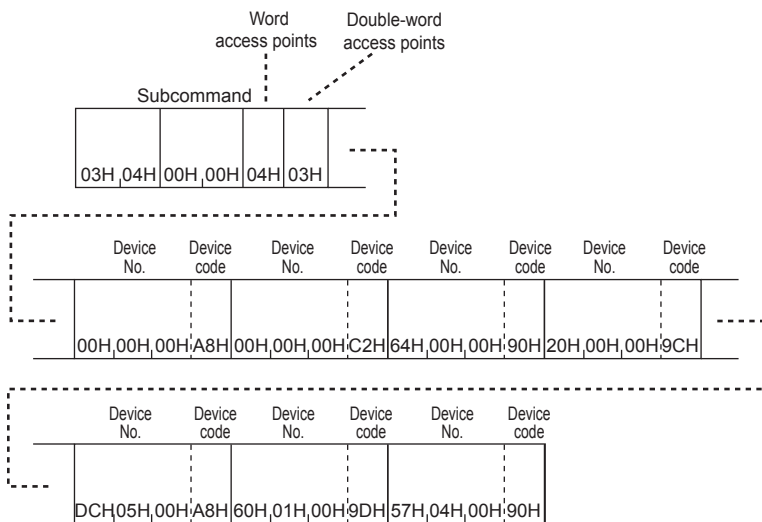 Word access points
Double-word access points
Subcommand
03H 04H 00H 00H 04H 03H
Device No. Device code Device No. Device code Device No. Device code Device No. Device code
00H 00H 00H A8H 00H 00H 00H C2H 64H 00H 00H 90H 20H 00H 00H 9CH
Device No. Device code Device No. Device code Device No. Device code
DCH 05H 00H A8H 60H 01H 00H 9DH 57H 04H 00H 90H